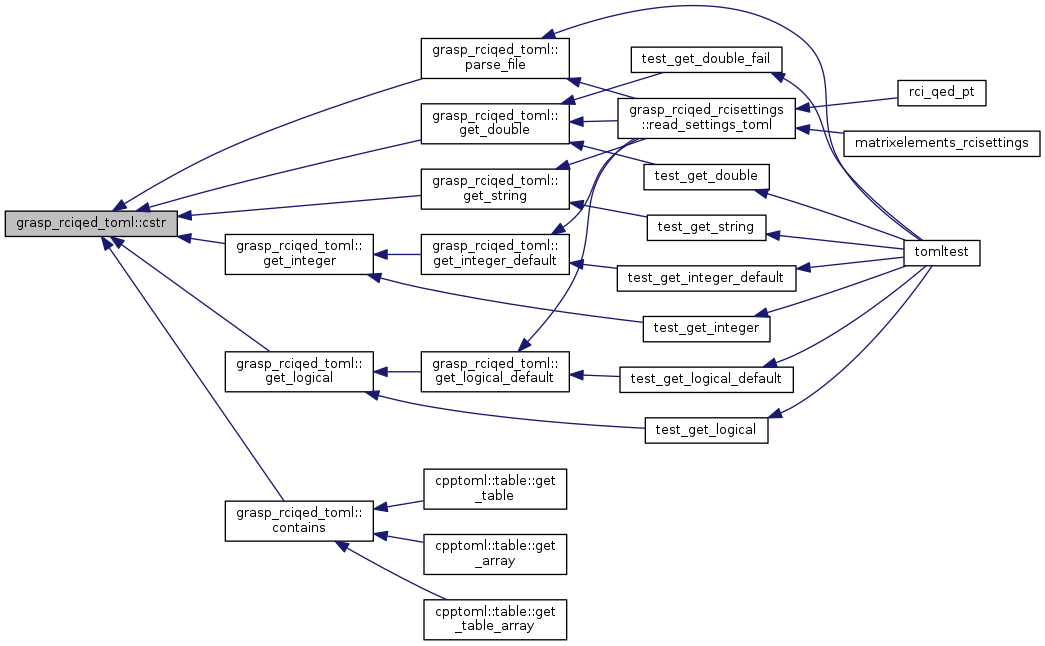 grasp_rciqed_toml::cstr
grasp_rciqed_toml::
parse_file
grasp_rciqed_toml::
get_double
grasp_rciqed_toml::
get_string
grasp_rciqed_toml::
get_integer
grasp_rciqed_toml::
get_integer_default
grasp_rciqed_toml::
get_logical
grasp_rciqed_toml::
get_logical_default
grasp_rciqed_toml::
contains
cpptoml::table::get
_table
cpptoml::table::get
_array
cpptoml::table::get
_table_array
test_get_double_fail
grasp_rciqed_rcisettings
::read_settings_toml
test_get_double
test_get_string
test_get_integer_default
test_get_integer
test_get_logical_default
test_get_logical
rci_qed_pt
matrixelements_rcisettings
tomltest